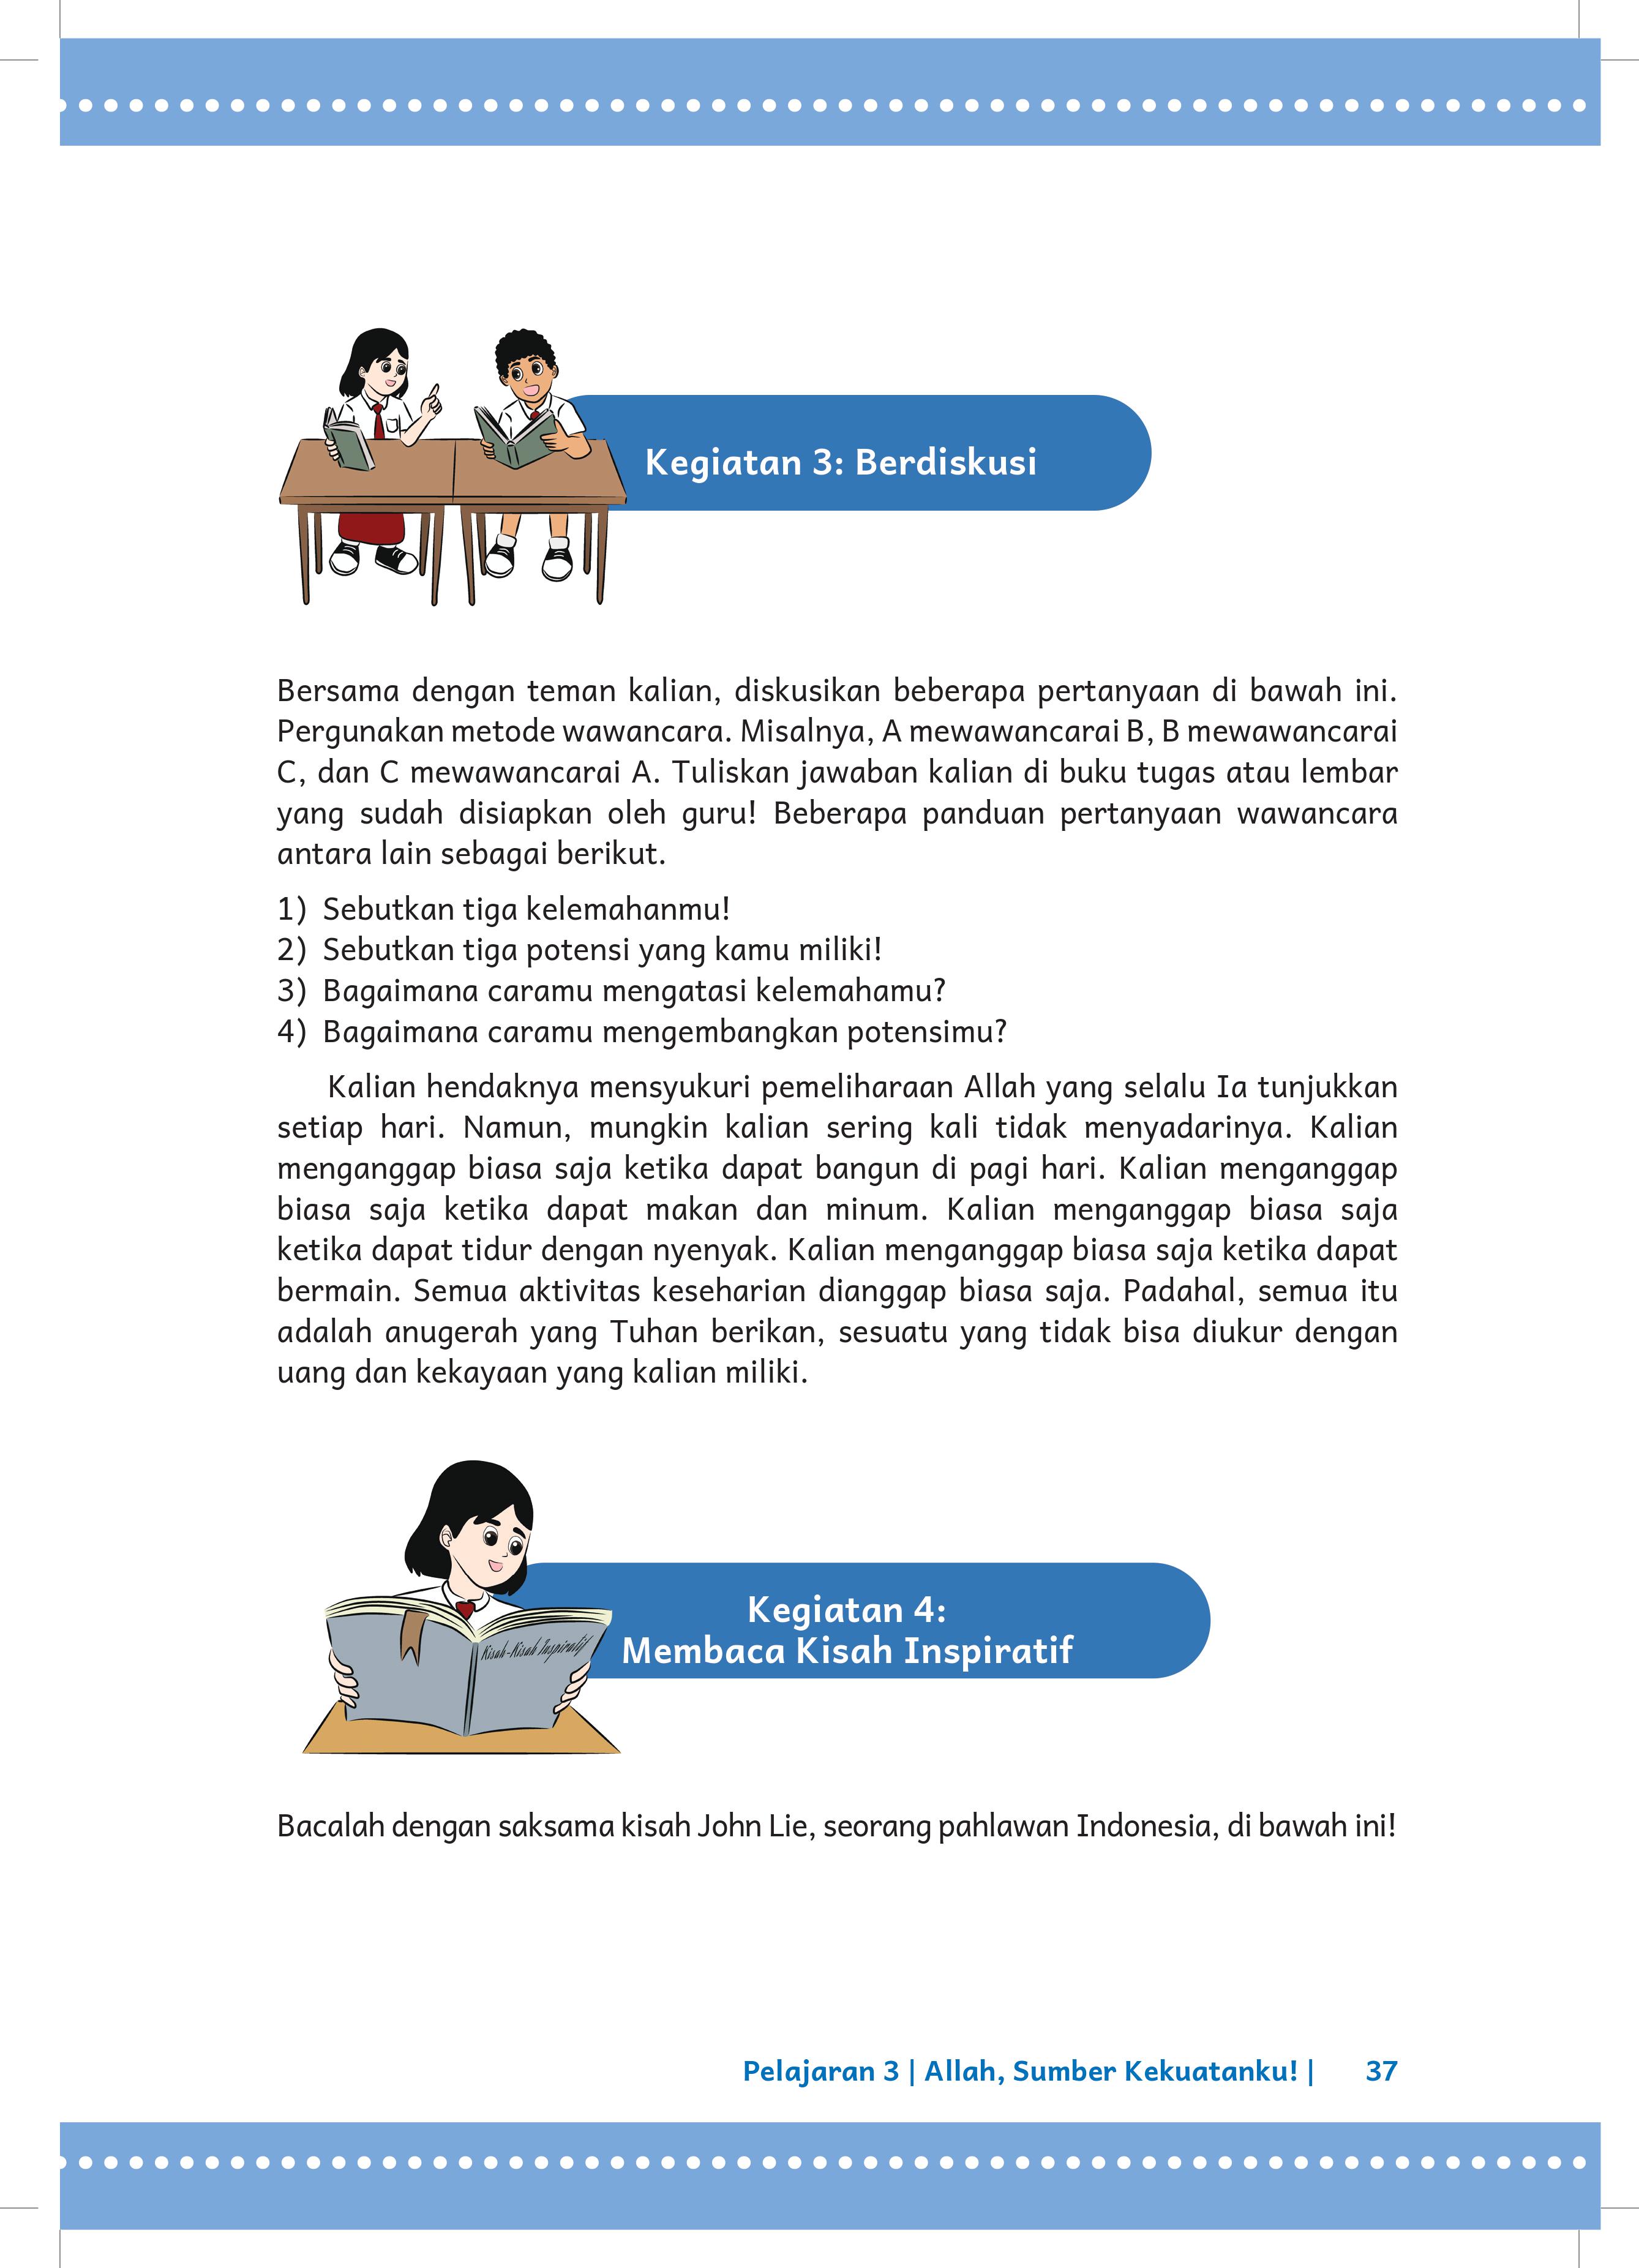 Kegiatan 3: Berdiskusi
Bersama dengan teman kalian, diskusikan beberapa pertanyaan di bawah ini.
Pergunakan metode wawancara. Misalnya, A mewawancarai B, B mewawancarai
C, dan C mewawancarai A. Tuliskan jawaban kalian di buku tugas atau lembar
yang sudah disiapkan oleh guru! Beberapa panduan pertanyaan wawancara
antara lain sebagai berikut.
1) Sebutkan tiga kelemahanmu!
2) Sebutkan tiga potensi yang kamu miliki!
3) Bagaimana caramu mengatasi kelemahamu?
4) Bagaimana caramu mengembangkan potensimu?
Kalian hendaknya mensyukuri pemeliharaan Allah yang selalu Ia tunjukkan
setiap hari. Namun, mungkin kalian sering kali tidak menyadarinya. Kalian
menganggap biasa saja ketika dapat bangun di pagi hari. Kalian menganggap
biasa saja ketika dapat makan dan minum. Kalian menganggap biasa saja
ketika dapat tidur dengan nyenyak. Kalian menganggap biasa saja ketika dapat
bermain. Semua aktivitas keseharian dianggap biasa saja. Padahal, semua itu
adalah anugerah yang Tuhan berikan, sesuatu yang tidak bisa diukur dengan
uang dan kekayaan yang kalian miliki.
Kisah-Kisah Inspiratif
Kegiatan 4:
Membaca Kisah Inspiratif
Bacalah dengan saksama kisah John Lie, seorang pahlawan Indonesia, di bawah ini!
Pelajaran 3 | Allah, Sumber Kekuatanku! | 37